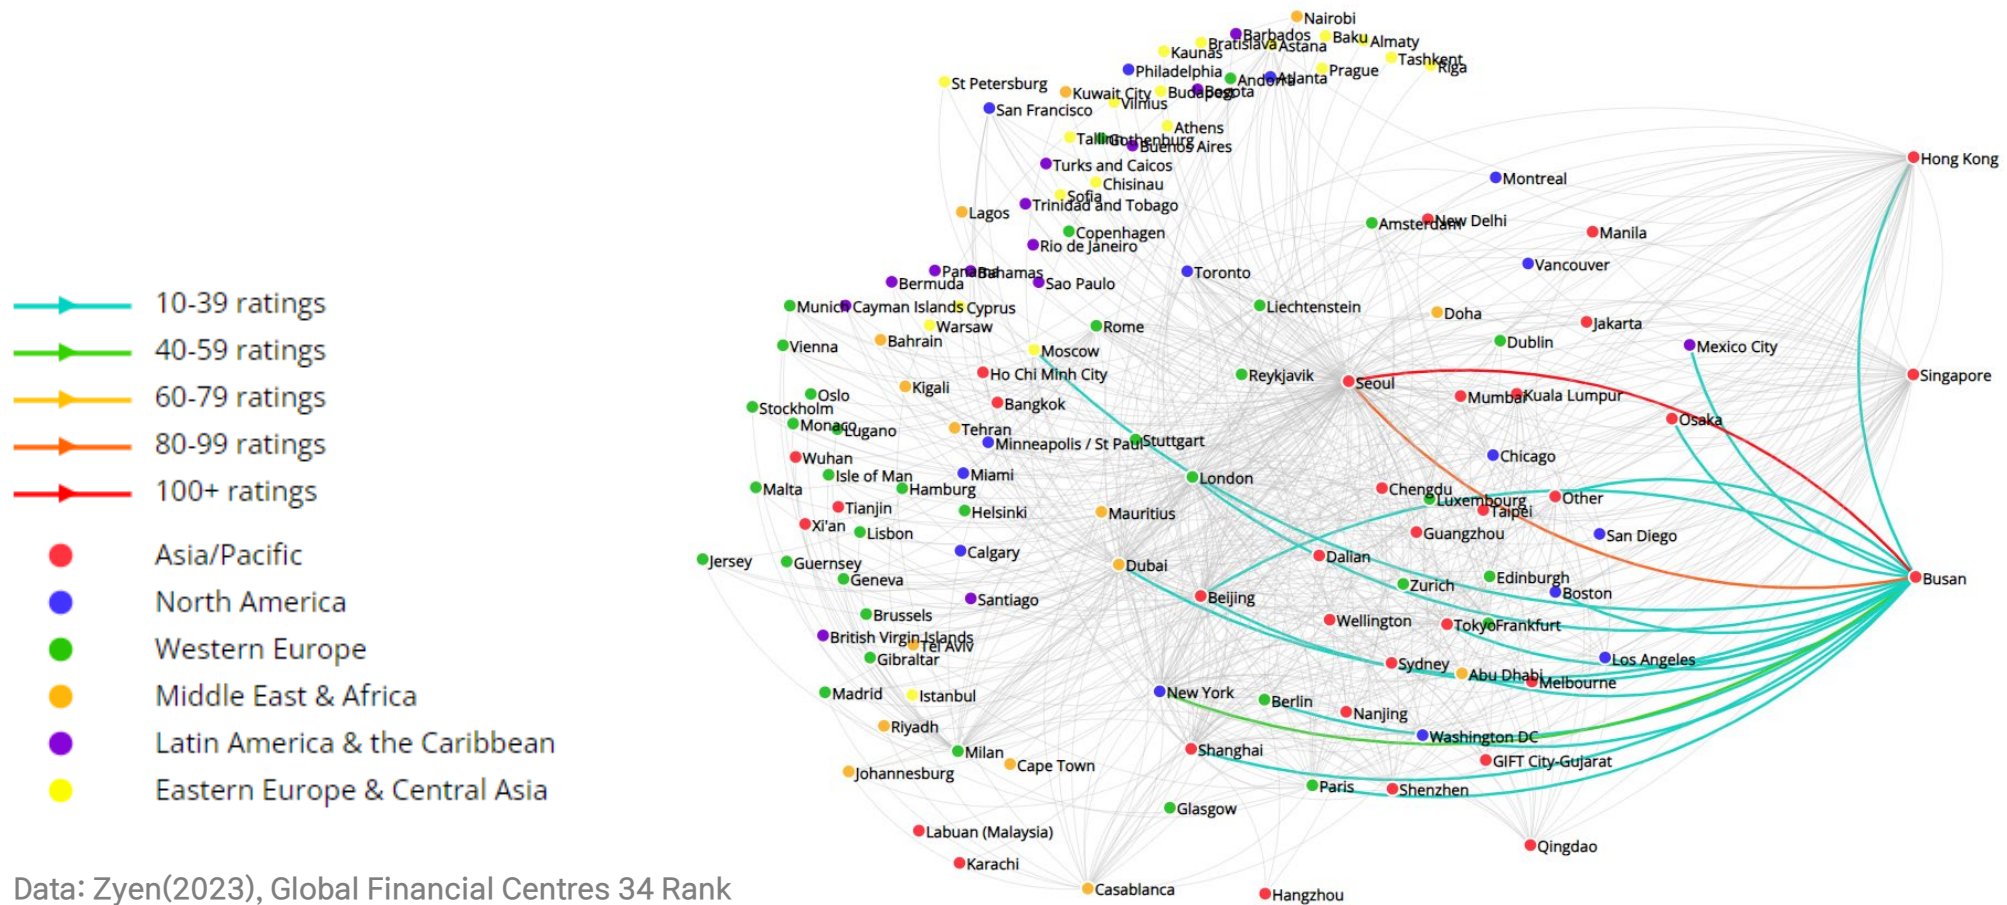 10-39 ratings
40-59 ratings
60-79 ratings
80-99 ratings
100+ ratings
Asia/Pacific
North America
Western Europe
Middle East & Africa
Latin America & the Caribbean
Eastern Europe & Central Asia
Data: Zyen(2023), Global Financial Centres 34 Rank
Nairobi
Barbados
Baku
Almaty
Bratislava
Astana
Kaunas
Tashkent
Riga
Philadelphia
Prague
Andorra
Atlanta
St Petersburg
Kuwait City
Budapest
Bogota
Vilnius
San Francisco
Athens
Tallinn
Gothenburg
Buenos Aires
Hong Kong
Turks and Caicos
Montreal
Chisinau
Sofia
Trinidad and Tobago
Lagos
Amsterdam
New Delhi
Copenhagen
Manila
Rio de Janeiro
Vancouver
Panama
Bahamas
Toronto
Bermuda
Sao Paulo
Munich
Cayman Islands
Cyprus
Liechtenstein
Doha
Warsaw
Rome
Jakarta
Bahrain
Dublin
Vienna
Mexico City
Moscow
Ho Chi Minh City
Reykjavik
Singapore
Seoul
Kigali
Oslo
Mumbai
Kuala Lumpur
Stockholm
Bangkok
Osaka
Monaco
Lugano
Tehran
Minneapolis / St Paul
Stuttgart
Wuhan
Chicago
Isle of Man
Miami
London
Malta
Hamburg
Chengdu
Luxembourg
Other
Tianjin
Helsinki
Mauritius
Taipei
Xi'an
Lisbon
Guangzhou
San Diego
Calgary
Dalian
Jersey
Guernsey
Dubai
Geneva
Zurich
Edinburgh
Busan
Boston
Santiago
Beijing
Brussels
Wellington
Tokyo
Frankfurt
British Virgin Islands
Tel Aviv
Gibraltar
Sydney
Los Angeles
Abu Dhabi
Melbourne
Madrid
Istanbul
New York
Berlin
Nanjing
Riyadh
Washington DC
Milan
Shanghai
GIFT City-Gujarat
Cape Town
Johannesburg
Paris
Shenzhen
Glasgow
Labuan (Malaysia)
Qingdao
Karachi
Casablanca
Hangzhou